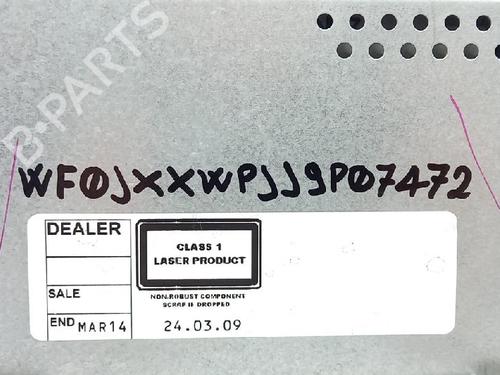 B-PARTS
WF0JXXWPJJ9P07472
DEALER
CLASS 1
LASER PRODUCT
SALE
NON-ROBUST COMPONENT
SCRAP IF DROPPED
END MAR14
24.03.09